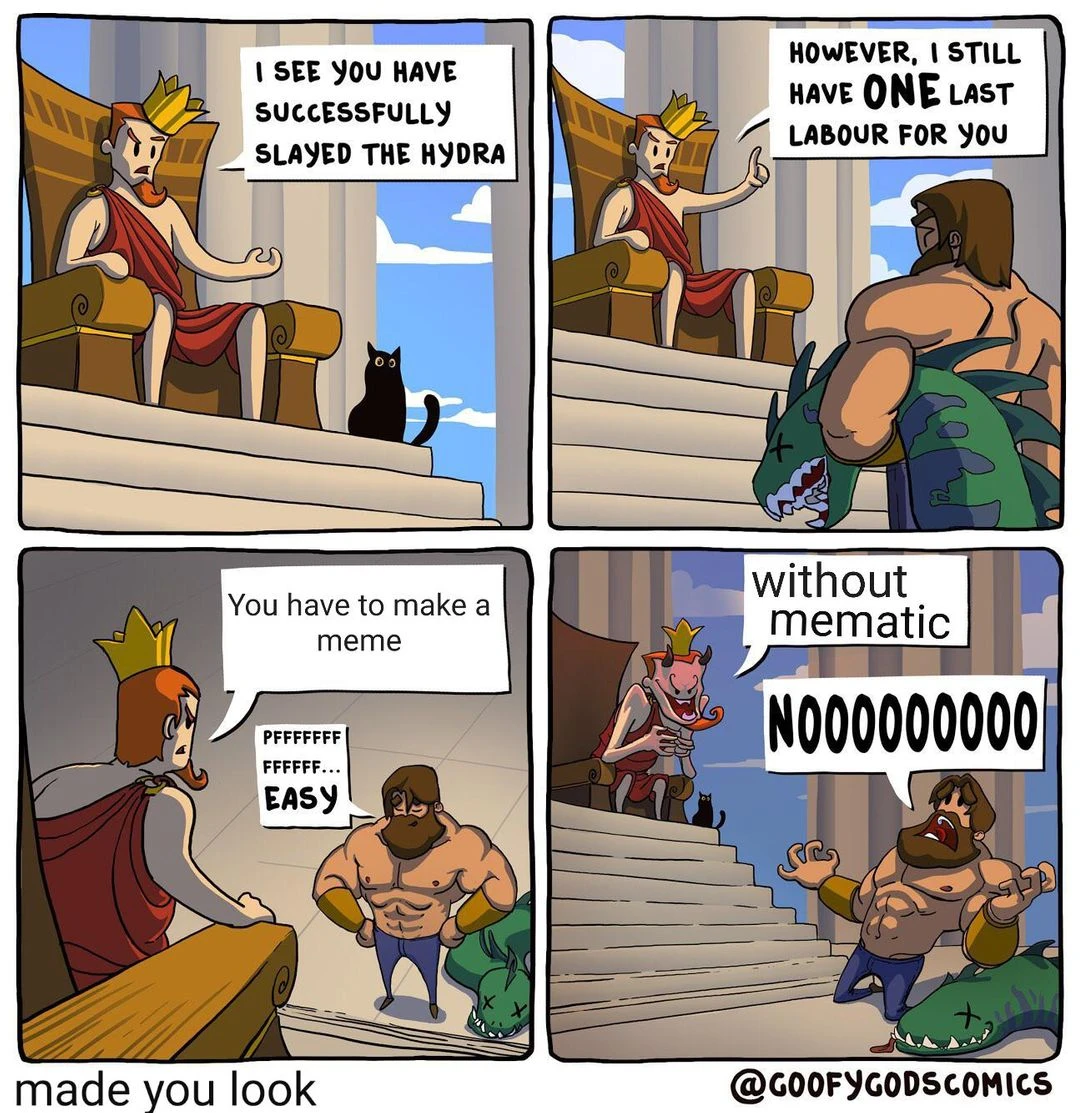 I SEE YOU HAVE
SUCCESSFULLY
SLAYED THE HYDRA
HOWEVER, I STILL
HAVE ONE LAST
LABOUR FOR YOU
You have to make a
meme
PFFFFFFF
FFFFFF...
EASY
without
mematic
NOOOOOOOOOO
made you look
@GOOFYGODSCOMICS